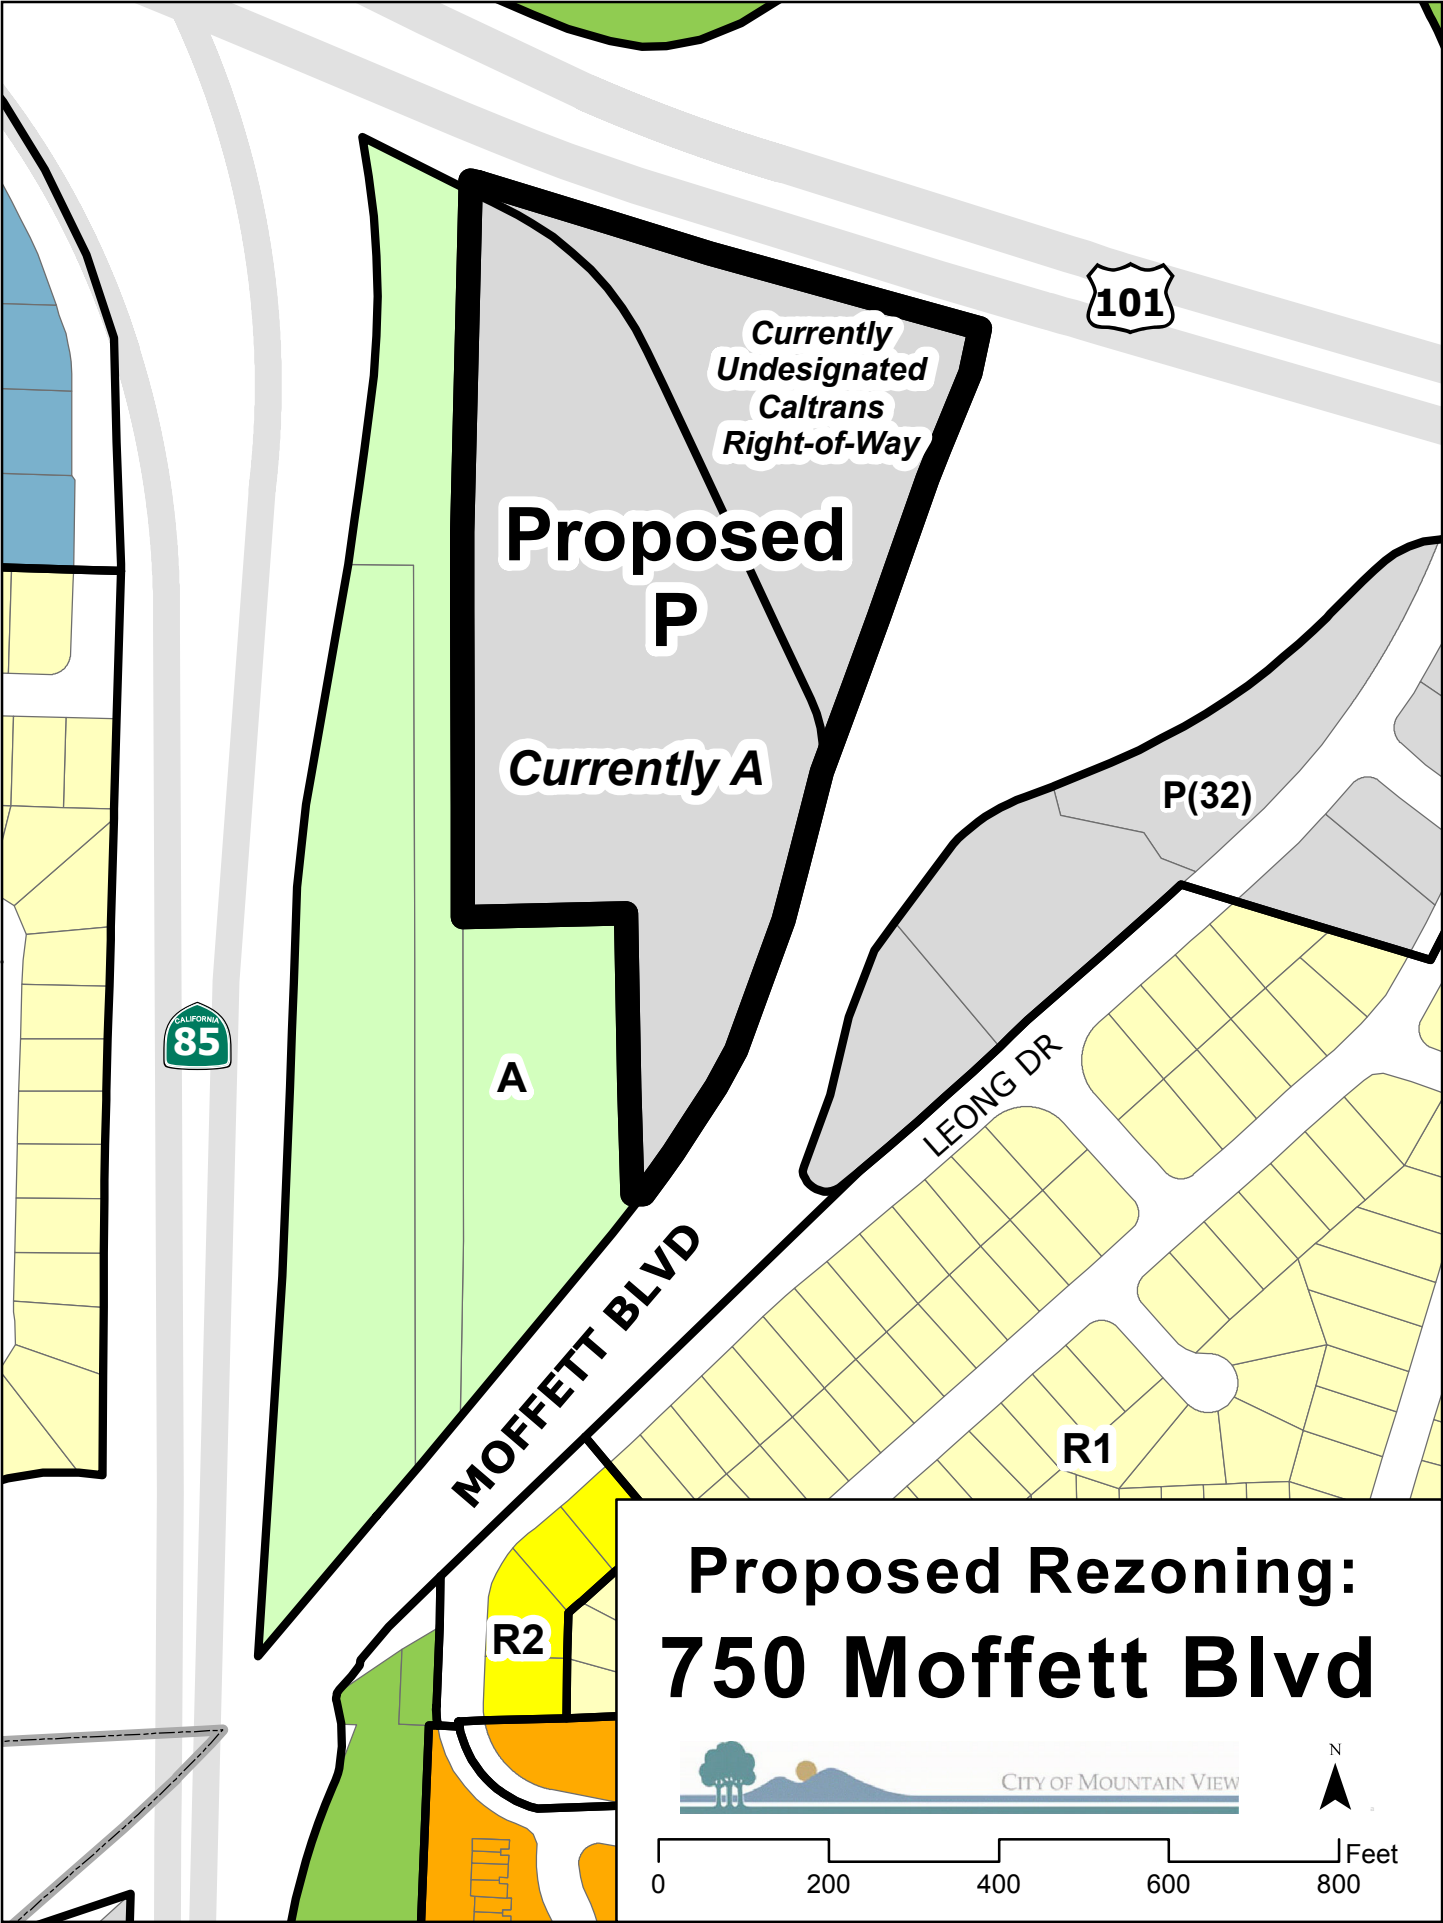 101
Currently
Undesignated
Caltrans
Right-of-Way
Proposed
P
Currently A
P(32)
CALIFORNIA
85
A
LEONG DR
MOFFETT BLVD
R1
R2
Proposed Rezoning:
750 Moffett Blvd
CITY OF MOUNTAIN VIEW
N
Feet
0 200 400 600 800